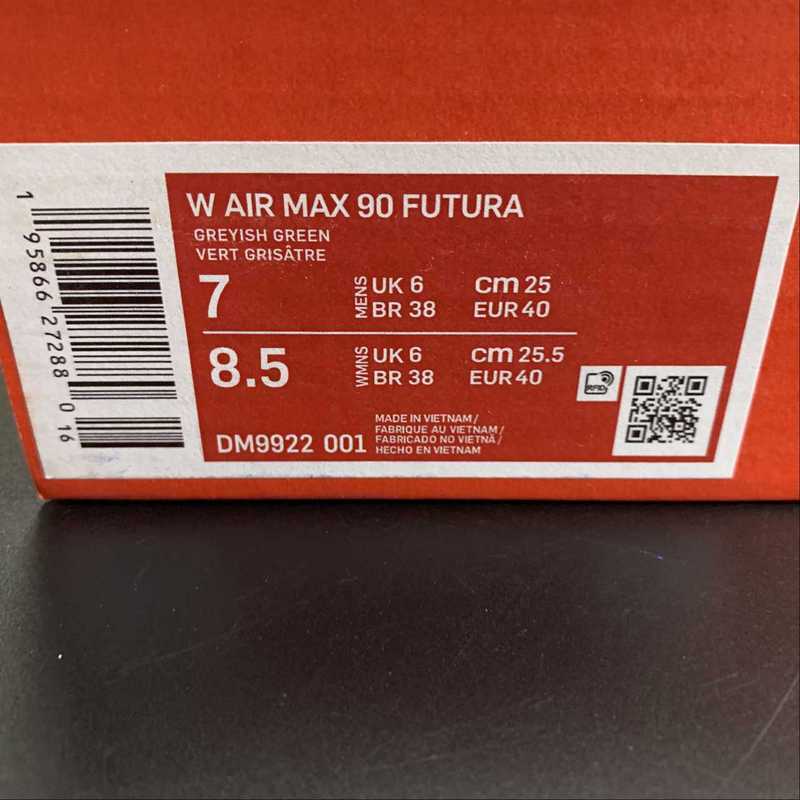 W AIR MAX 90 FUTURA
GREYISH GREEN
VERT GRISÂTRE
7 MENS UK 6 cm 25
BR 38 EUR 40
8.5 WMNS UK 6 cm 25.5
BR 38 EUR 40
RFID
DM9922 001
MADE IN VIETNAM /
FABRIQUE AU VIETNAM /
FABRICADO NO VIETNÃ /
HECHO EN VIETNAM
1 95866 27288 0 16